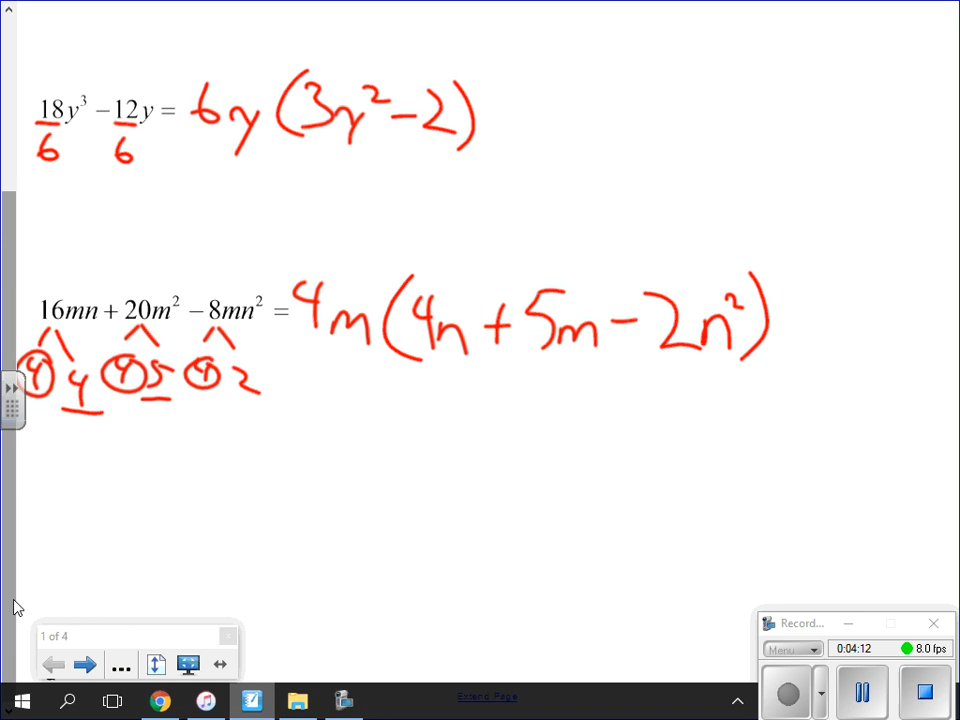 18y³ − 12y = 6y(3y² − 2)
6 6
16mn + 20m² − 8mn² = 4m(4n + 5m − 2n²)
4 4 4 5 4 2
1 of 4
Record...
Menu
0:04:12
8.0 fps
Extend Page